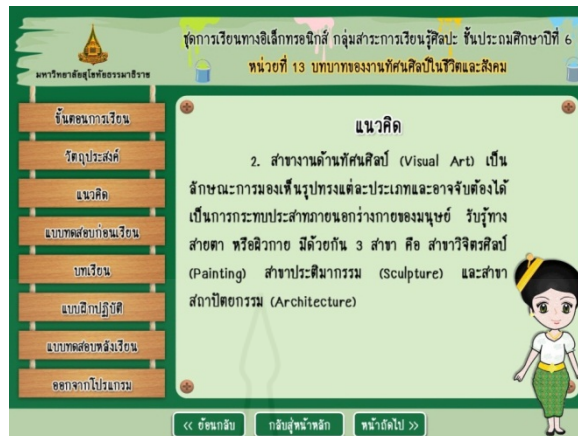 ชุดการเรียนทางอิเล็กทรอนิกส์ กลุ่มสาระการเรียนรู้ศิลปะ ชั้นประถมศึกษาปีที่ 6
หน่วยที่ 13 บทบาทของงานทัศนศิลป์ในชีวิตและสังคม
มหาวิทยาลัยสุโขทัยธรรมาธิราช
ขั้นตอนการเรียน
วัตถุประสงค์
แนวคิด
แบบทดสอบก่อนเรียน
บทเรียน
แบบฝึกปฏิบัติ
แบบทดสอบหลังเรียน
ออกจากโปรแกรม
แนวคิด
2. สาขางานด้านทัศนศิลป์ (Visual Art) เป็น
ลักษณะการมองเห็นรูปทรงแต่ละประเภทและอาจจับต้องได้
เป็นการกระทบประสาทภายนอกร่างกายของมนุษย์ รับรู้ทาง
สายตา หรือผิวกาย มีด้วยกัน 3 สาขา คือ สาขาวิจิตรศิลป์
(Painting) สาขาประติมากรรม (Sculpture) และสาขา
สถาปัตยกรรม (Architecture)
<< ย้อนกลับ
กลับสู่หน้าหลัก
หน้าถัดไป >>